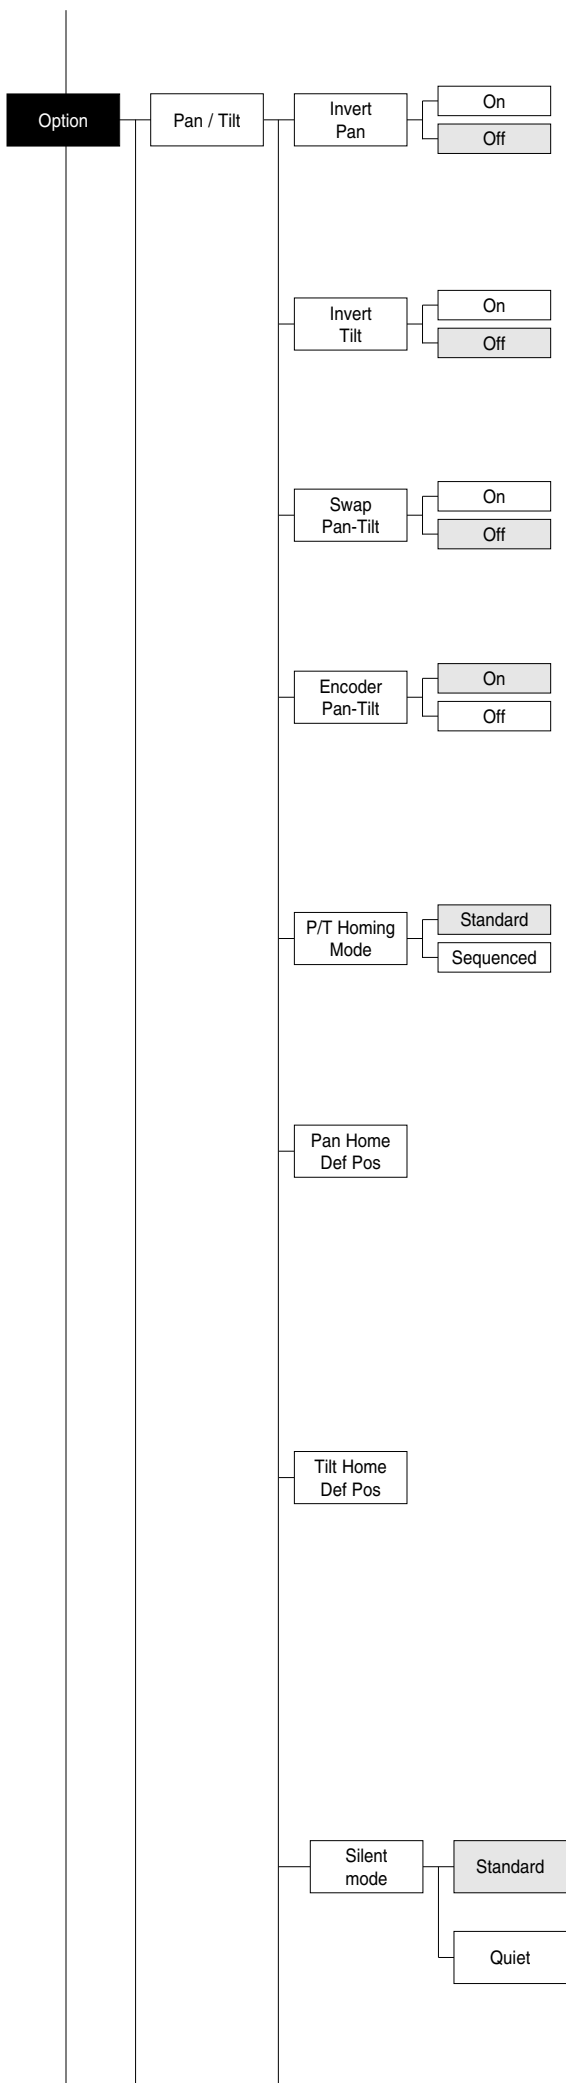 Option
Pan / Tilt
Invert
Pan
On
Off
Invert
Tilt
On
Off
Swap
Pan-Tilt
On
Off
Encoder
Pan-Tilt
On
Off
P/T Homing
Mode
Standard
Sequenced
Pan Home
Def Pos
Tilt Home
Def Pos
Silent
mode
Standard
Quiet